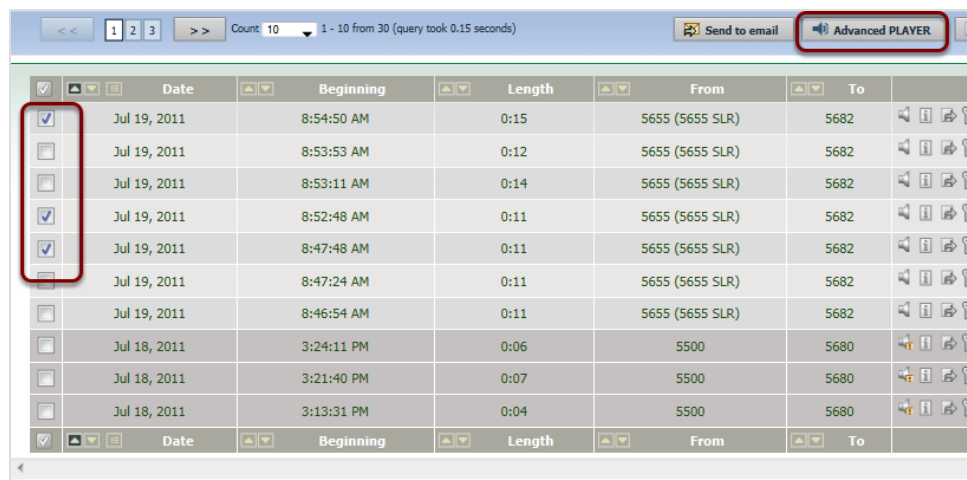 << 1 2 3 >> Count 10 1 - 10 from 30 (query took 0.15 seconds) Send to email Advanced PLAYER
Date Beginning Length From To
Jul 19, 2011 8:54:50 AM 0:15 5655 (5655 SLR) 5682
Jul 19, 2011 8:53:53 AM 0:12 5655 (5655 SLR) 5682
Jul 19, 2011 8:53:11 AM 0:14 5655 (5655 SLR) 5682
Jul 19, 2011 8:52:48 AM 0:11 5655 (5655 SLR) 5682
Jul 19, 2011 8:47:48 AM 0:11 5655 (5655 SLR) 5682
Jul 19, 2011 8:47:24 AM 0:11 5655 (5655 SLR) 5682
Jul 19, 2011 8:46:54 AM 0:11 5655 (5655 SLR) 5682
Jul 18, 2011 3:24:11 PM 0:06 5500 5680
Jul 18, 2011 3:21:40 PM 0:07 5500 5680
Jul 18, 2011 3:13:31 PM 0:04 5500 5680
Date Beginning Length From To